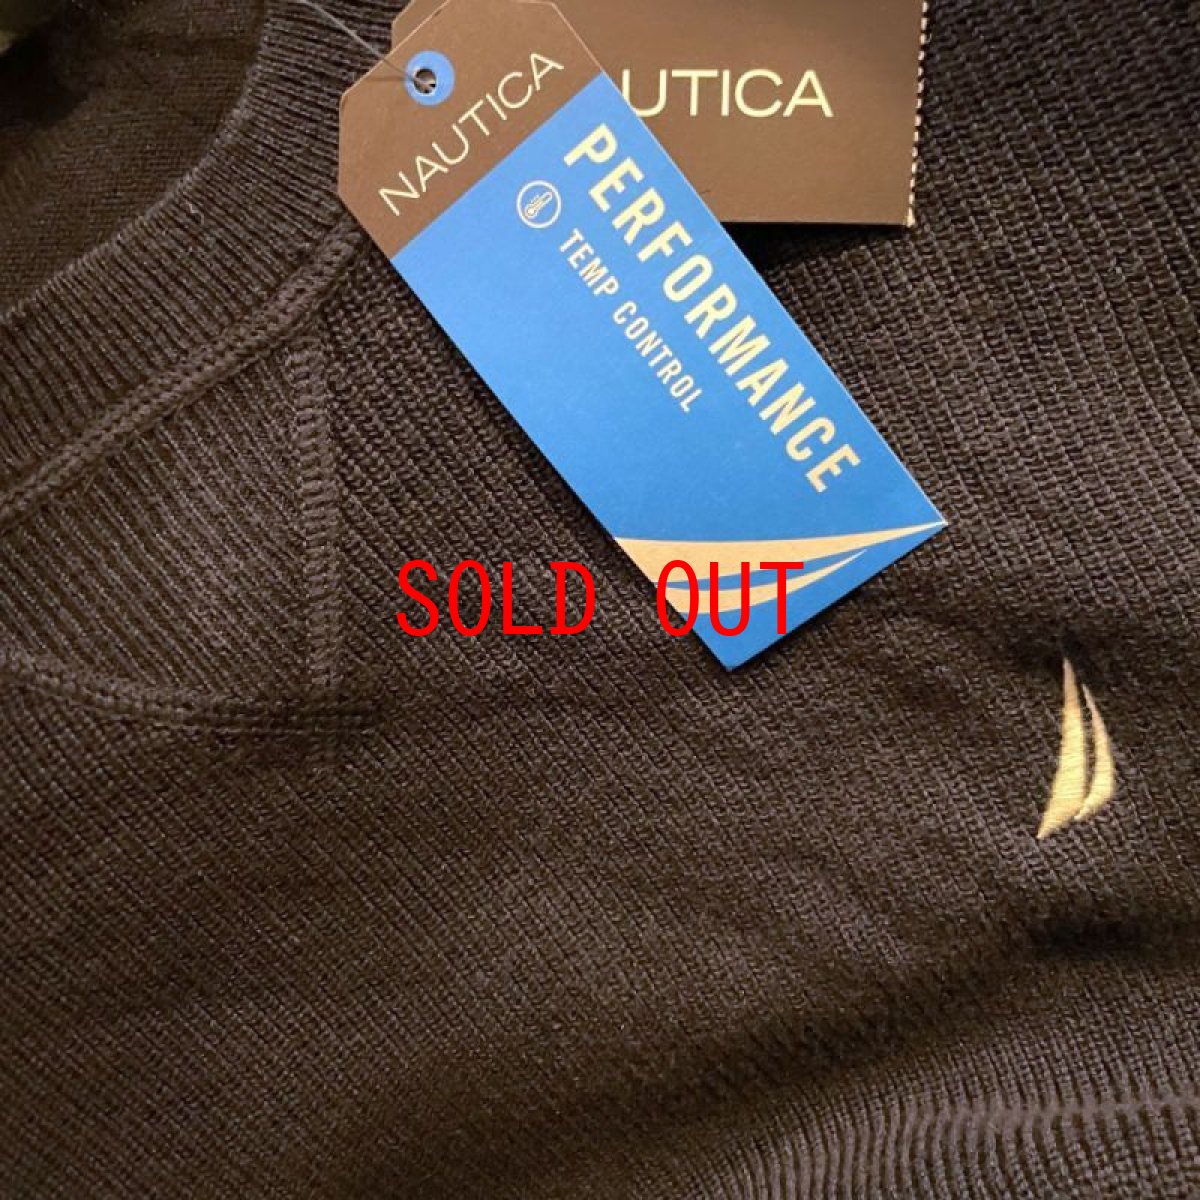 NAUTICA
UTICA
PERFORMANCE
TEMP CONTROL
SOLD OUT